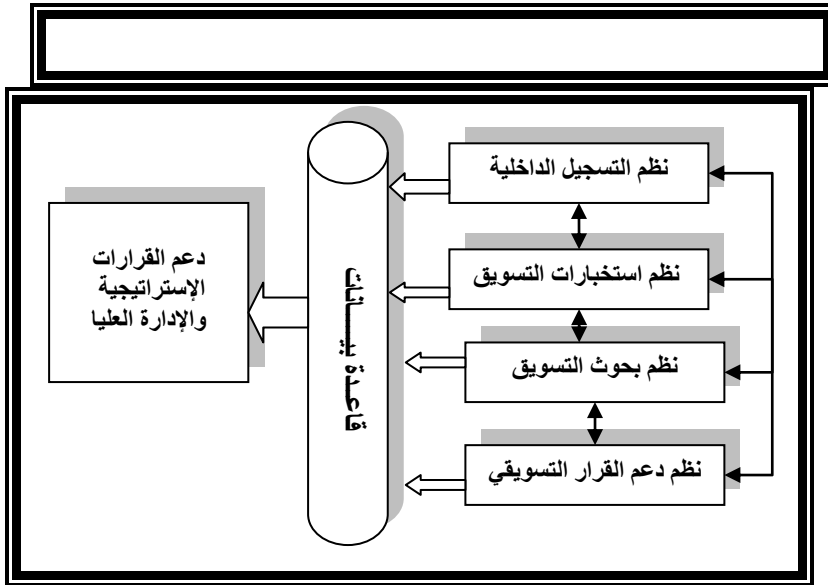 نظم التسجيل الداخلية
نظم استخبارات التسويق
نظم بحوث التسويق
نظم دعم القرار التسويقي
قاعدة بيـــــانات
دعم القرارات
الإستراتيجية
والإدارة العليا